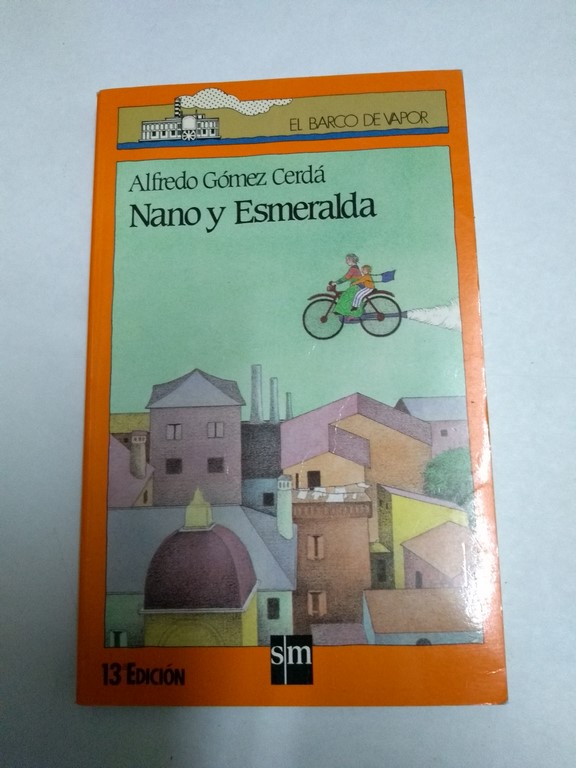 EL BARCO DE VAPOR
Alfredo Gómez Cerdá
Nano y Esmeralda
sm
13ª EDICIÓN